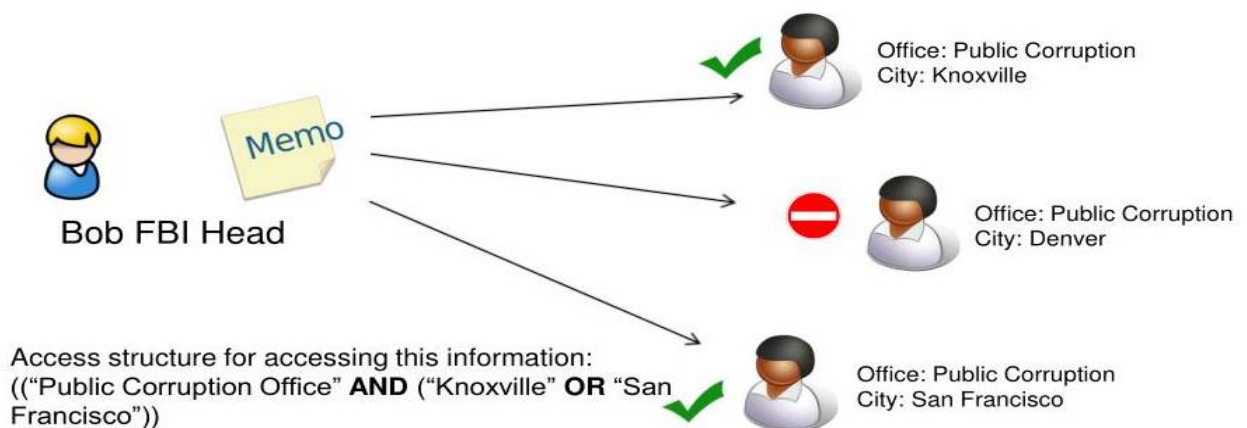 Office: Public Corruption
City: Knoxville
Memo
Bob FBI Head
Office: Public Corruption
City: Denver
Access structure for accessing this information:
((“Public Corruption Office” AND (“Knoxville” OR “San
Francisco”))
Office: Public Corruption
City: San Francisco